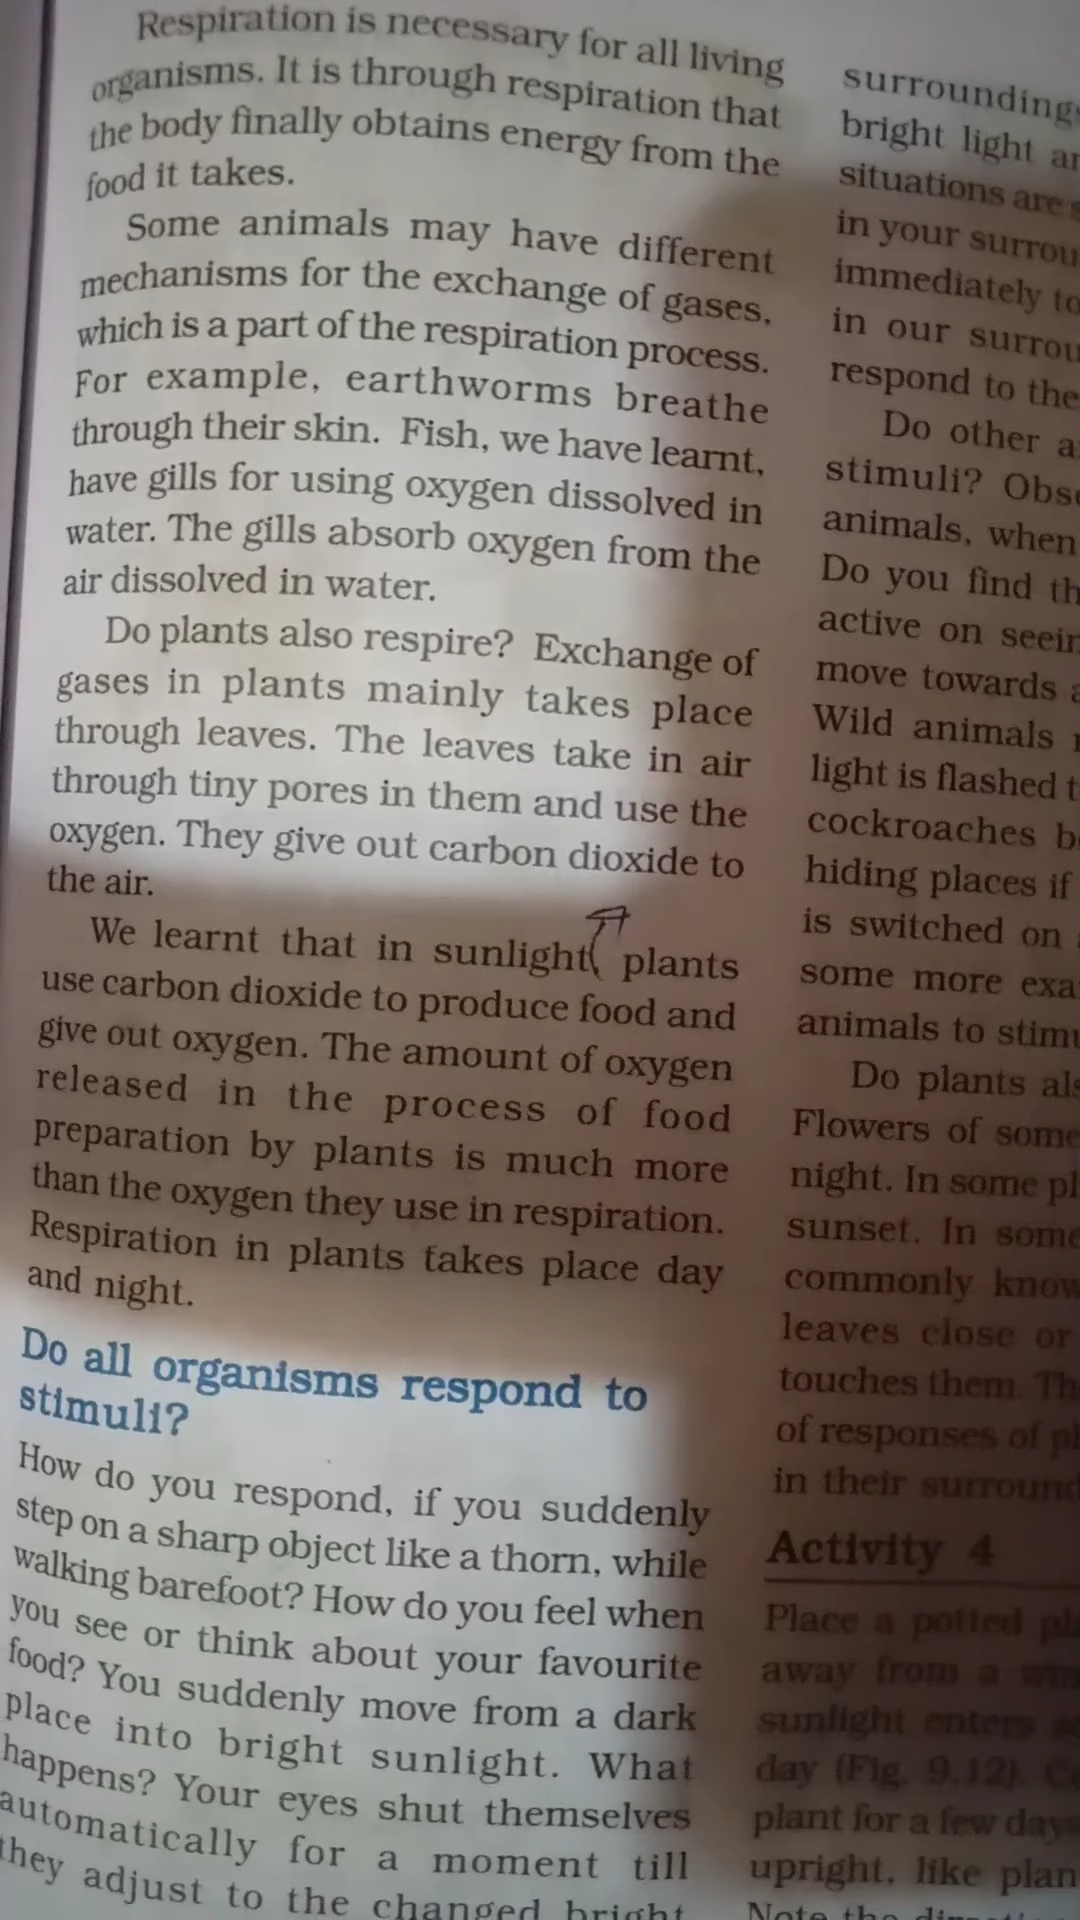 Respiration is necessary for all living
organisms. It is through respiration that
the body finally obtains energy from the
food it takes.
Some animals may have different
mechanisms for the exchange of gases,
which is a part of the respiration process.
For example, earthworms breathe
through their skin. Fish, we have learnt,
have gills for using oxygen dissolved in
water. The gills absorb oxygen from the
air dissolved in water.
Do plants also respire? Exchange of
gases in plants mainly takes place
through leaves. The leaves take in air
through tiny pores in them and use the
oxygen. They give out carbon dioxide to
the air.
We learnt that in sunlight plants
use carbon dioxide to produce food and
give out oxygen. The amount of oxygen
released in the process of food
preparation by plants is much more
than the oxygen they use in respiration.
Respiration in plants takes place day
and night.
Do all organisms respond to
stimuli?
How do you respond, if you suddenly
step on a sharp object like a thorn, while
walking barefoot? How do you feel when
you see or think about your favourite
food? You suddenly move from a dark
place into bright sunlight. What
happens? Your eyes shut themselves
automatically for a moment till
they adjust to the changed bright
surroundings
bright light
situations are
in your
immediately to
in our
respond to the
Do other
stimuli?
animals, when
Do you find
active on
move towards
Wild animals
light is flashed
cockroaches
hiding places if
is switched on
some more
animals to
Do plants
Flowers of some
night. In some
sunset. In some
commonly
leaves close or
touches them.
of responses of
in their
Activity 4
Place a potted
away from a
sunlight enters
day (Fig. 9.12).
plant for a few
upright, like
Note the